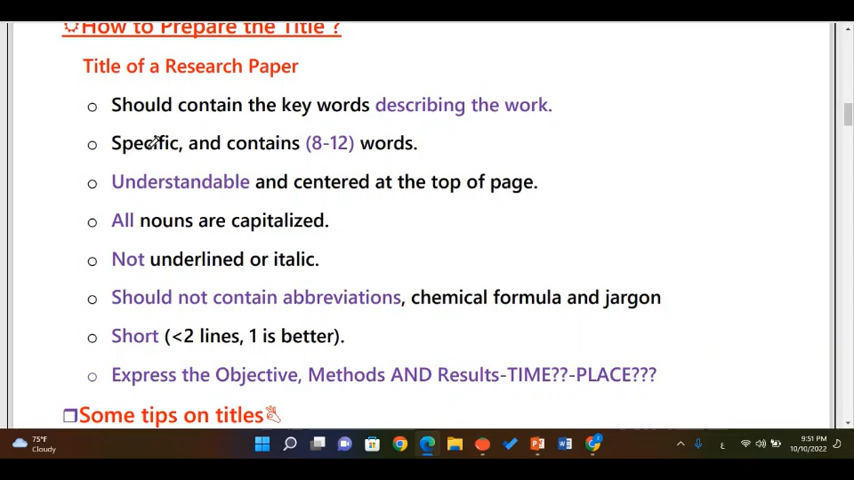 How to Prepare the Title ?
Title of a Research Paper
Should contain the key words describing the work.
Specific, and contains (8-12) words.
Understandable and centered at the top of page.
All nouns are capitalized.
Not underlined or italic.
Should not contain abbreviations, chemical formula and jargon
Short (<2 lines, 1 is better).
Express the Objective, Methods AND Results-TIME??-PLACE???
Some tips on titles
75°F
Cloudy
ع
9:51 PM
10/10/2022